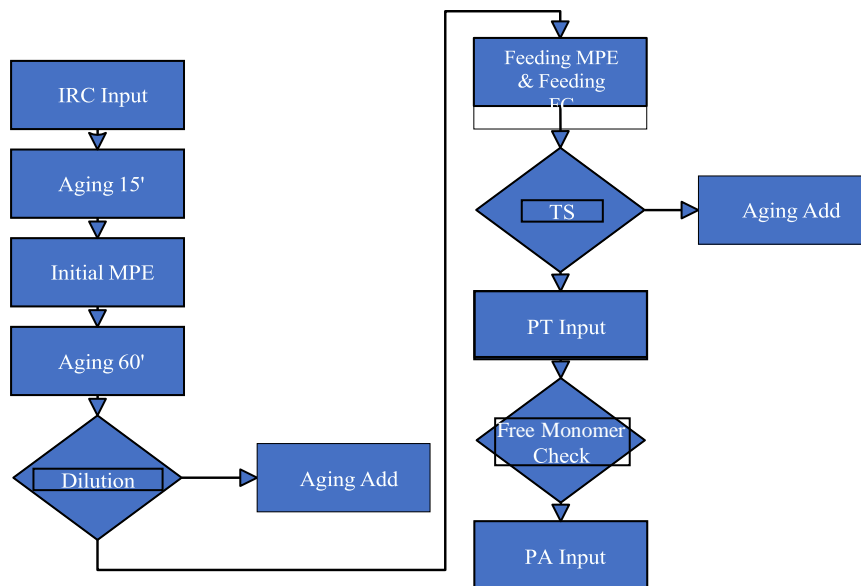 IRC Input
Aging 15'
Initial MPE
Aging 60'
Dilution
Aging Add
Feeding MPE
& Feeding
FC
TS
Aging Add
PT Input
Free Monomer
Check
PA Input